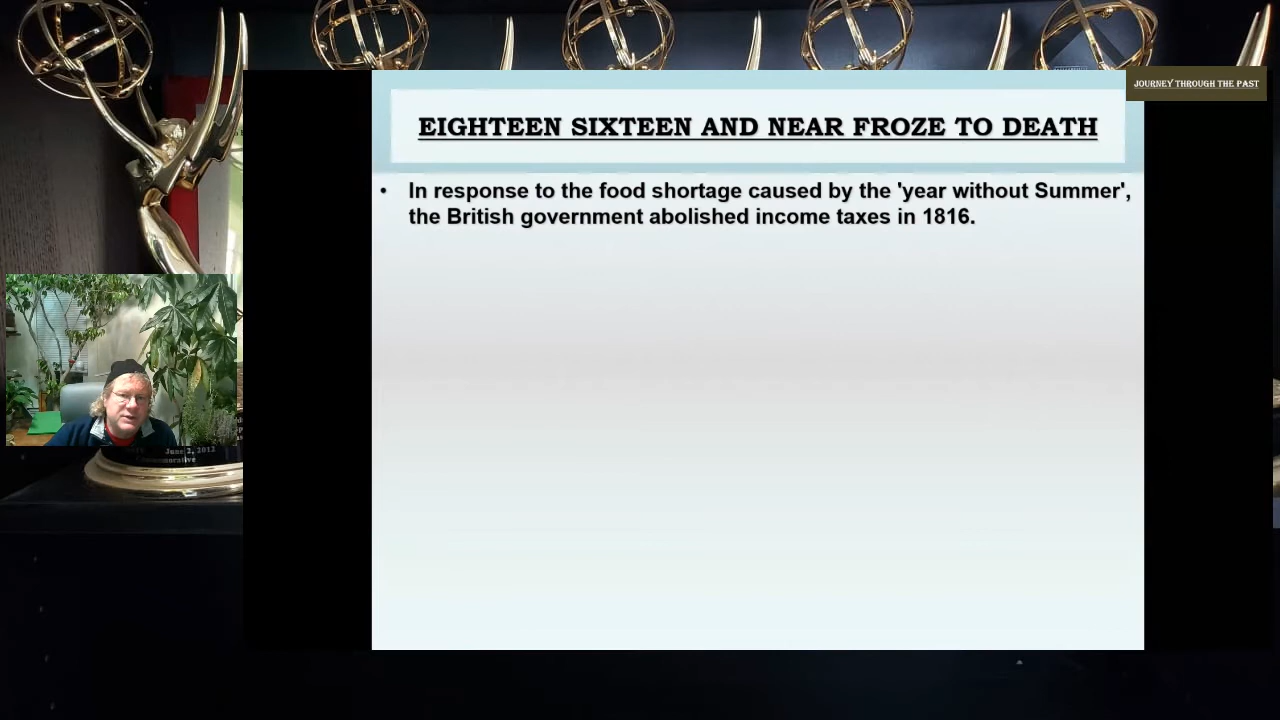 JOURNEY THROUGH THE PAST
EIGHTEEN SIXTEEN AND NEAR FROZE TO DEATH
• In response to the food shortage caused by the 'year without Summer',
the British government abolished income taxes in 1816.
June 2, 2012